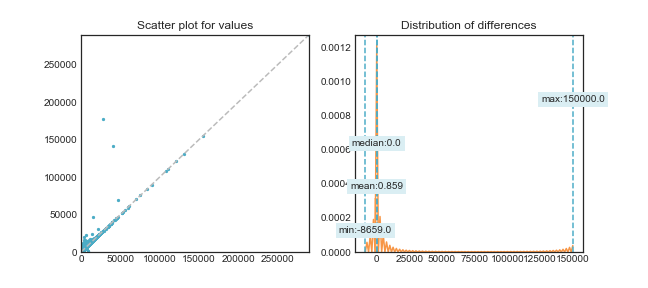 Scatter plot for values
250000
200000
150000
100000
50000
0
0 50000 100000 150000 200000 250000
Distribution of differences
0.0012
0.0010
0.0008
0.0006
0.0004
0.0002
0.0000
max:150000.0
median:0.0
mean:0.859
min:-8659.0
0 25000 50000 75000 100000 125000 150000